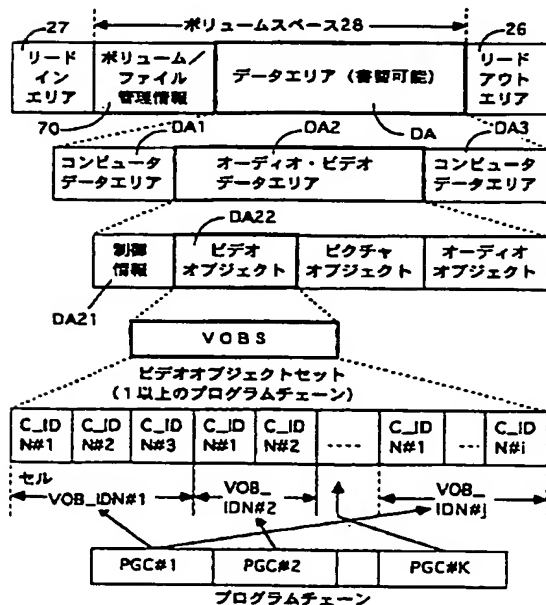 27
ボリュームスペース28
26
リード
イン
エリア
ボリューム／
ファイル
管理情報
データエリア（書替可能）
リード
アウト
エリア
70
DA1
DA2
DA
DA3
コンピュータ
データエリア
オーディオ・ビデオ
データエリア
コンピュータ
データエリア
DA22
制御
情報
ビデオ
オブジェクト
ピクチャ
オブジェクト
オーディオ
オブジェクト
DA21
VOBS
ビデオオブジェクトセット
（1以上のプログラムチェーン）
C_ID
N#1
C_ID
N#2
C_ID
N#3
C_ID
N#1
C_ID
N#2
-----
C_ID
N#1
---
C_ID
N#i
セル
VOB_IDN#1
VOB_
IDN#2
VOB_
IDN#j
PGC#1
PGC#2
PGC#K
プログラムチェーン